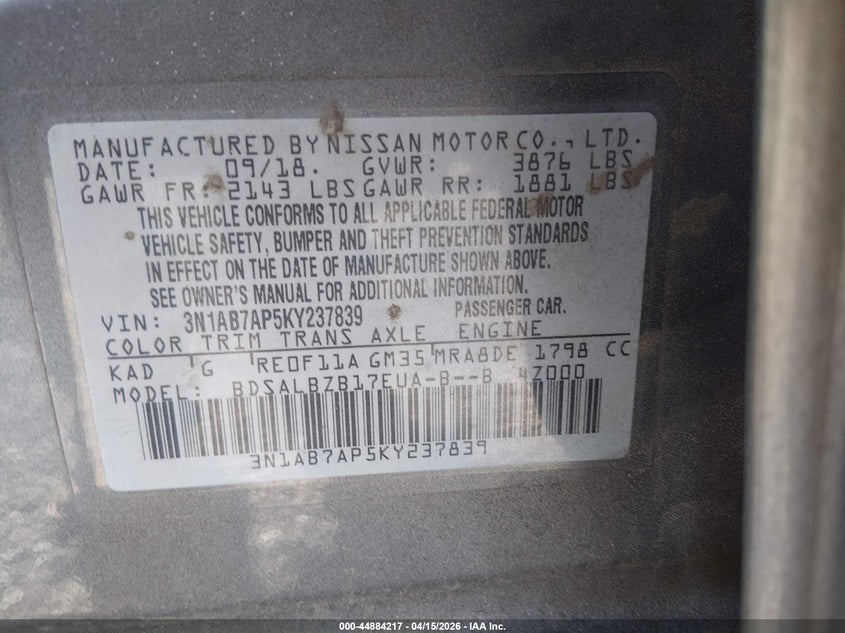 MANUFACTURED BY NISSAN MOTOR CO., LTD.
DATE: 09/18. GVWR: 3876 LBS
GAWR FR: 2143 LBS GAWR RR: 1881 LBS
THIS VEHICLE CONFORMS TO ALL APPLICABLE FEDERAL MOTOR
VEHICLE SAFETY, BUMPER AND THEFT PREVENTION STANDARDS
IN EFFECT ON THE DATE OF MANUFACTURE SHOWN ABOVE.
SEE OWNER'S MANUAL FOR ADDITIONAL INFORMATION.
VIN: 3N1AB7AP5KY237839 PASSENGER CAR.
COLOR TRIM TRANS AXLE ENGINE
KAD G RE0F11A GM35 MRA8DE 1798 CC
MODEL: BDSALBZB17EUA-B--B 4Z000
3N1AB7AP5KY237839
000-44884217 - 04/15/2026 - IAA Inc.